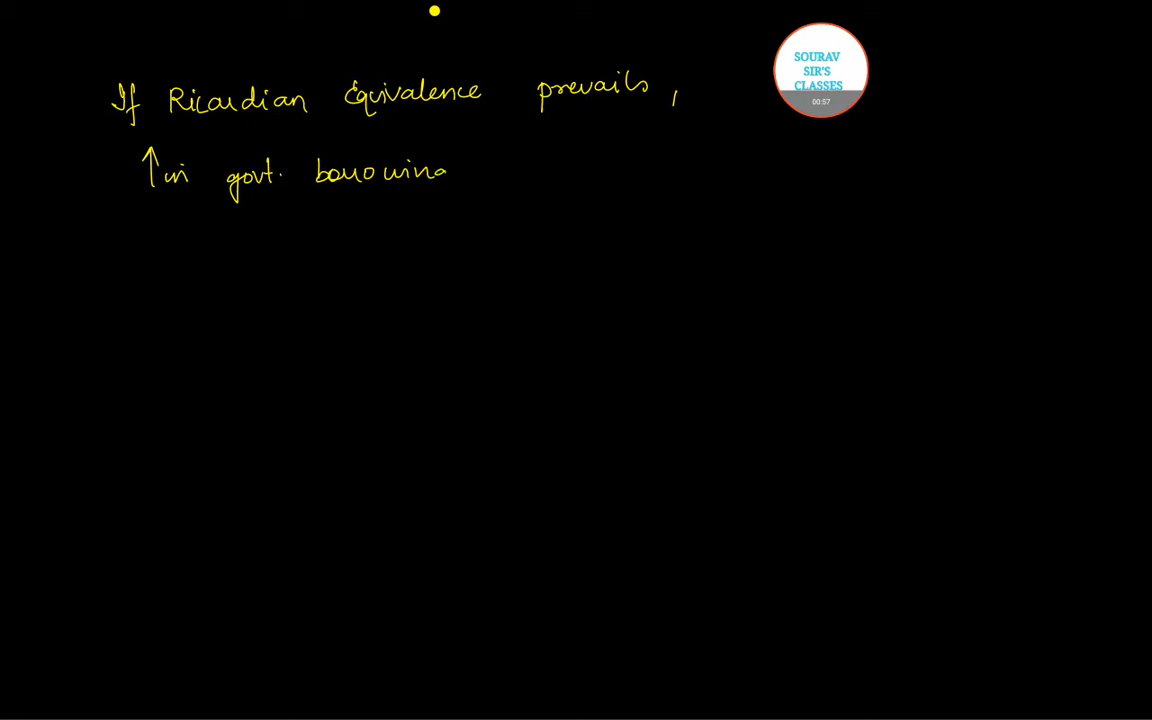 If Ricardian Equivalence prevails,
↑ in govt. borrowing
SOURAV
SIR'S
CLASSES
00:57